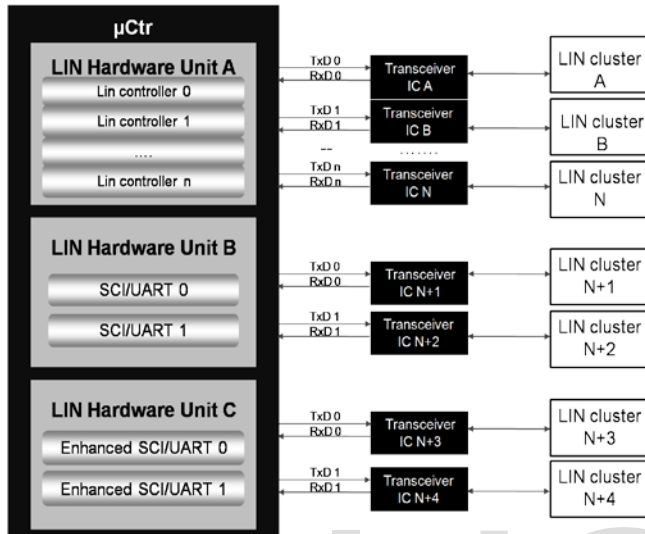 µCtr
LIN Hardware Unit A
Lin controller 0
Lin controller 1
....
Lin controller n
LIN Hardware Unit B
SCI/UART 0
SCI/UART 1
LIN Hardware Unit C
Enhanced SCI/UART 0
Enhanced SCI/UART 1
TxD 0
RxD 0
TxD 1
RxD 1
--
TxD n
RxD n
TxD 0
RxD 0
TxD 1
RxD 1
TxD 0
RxD 0
TxD 1
RxD 1
Transceiver
IC A
Transceiver
IC B
.......
Transceiver
IC N
Transceiver
IC N+1
Transceiver
IC N+2
Transceiver
IC N+3
Transceiver
IC N+4
LIN cluster
A
LIN cluster
B
LIN cluster
N
LIN cluster
N+1
LIN cluster
N+2
LIN cluster
N+3
LIN cluster
N+4